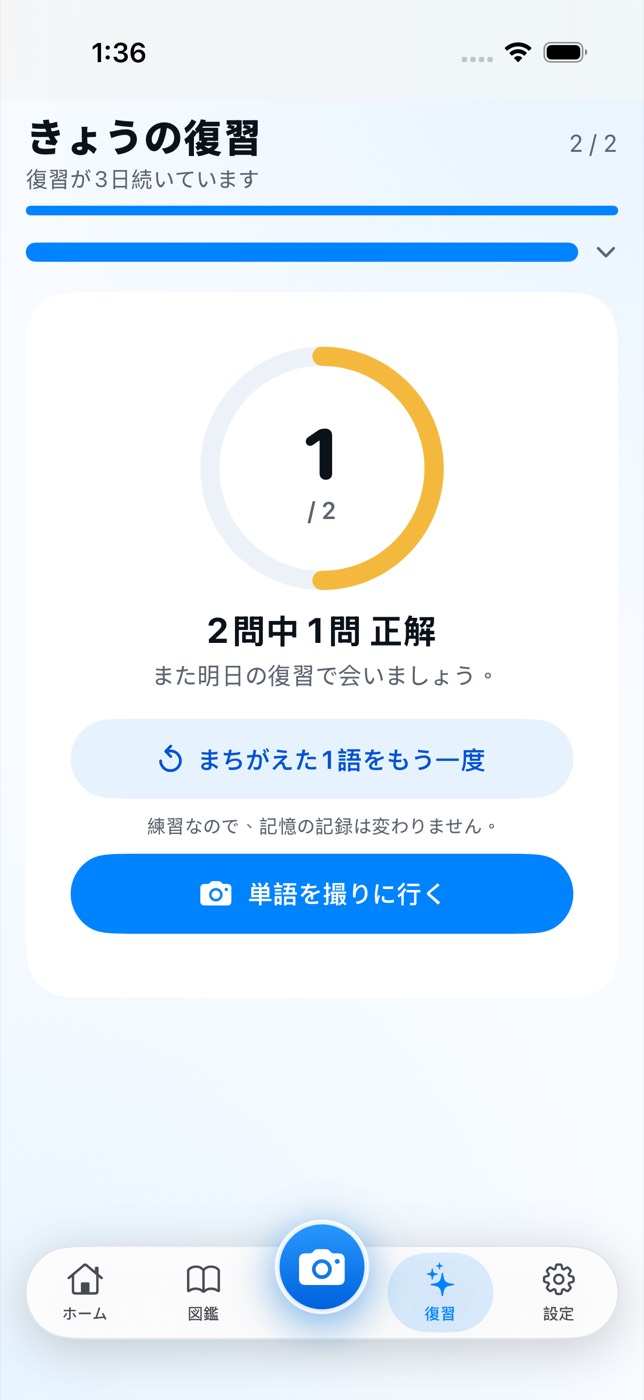 1:36
きょうの復習
2 / 2
復習が3日続いています
1
/ 2
2問中1問 正解
また明日の復習で会いましょう。
まちがえた1語をもう一度
練習なので、記憶の記録は変わりません。
単語を撮りに行く
ホーム
図鑑
復習
設定